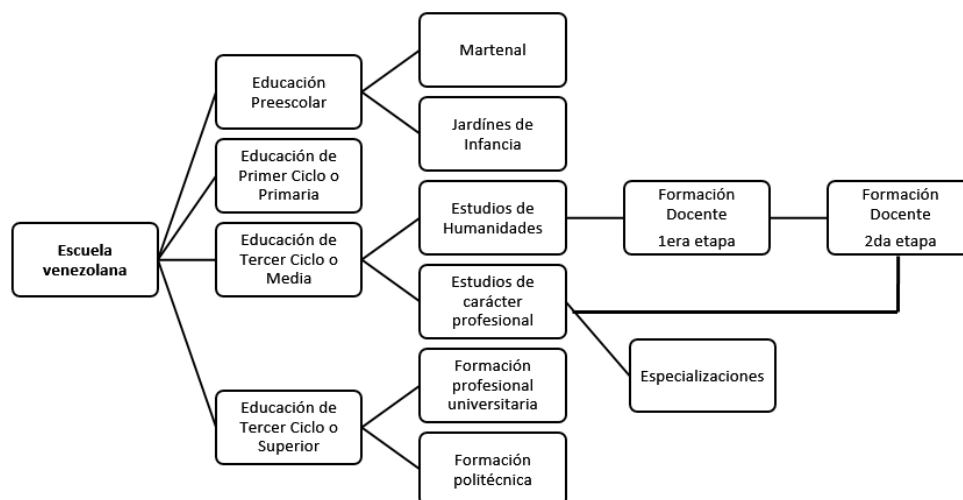 Escuela
venezolana
Educación
Preescolar
Educación de
Primer Ciclo o
Primaria
Educación de
Tercer Ciclo o
Media
Educación de
Tercer Ciclo o
Superior
Martenal
Jardínes de
Infancia
Estudios de
Humanidades
Estudios de
carácter
profesional
Formación
profesional
universitaria
Formación
politécnica
Formación
Docente
1era etapa
Especializaciones
Formación
Docente
2da etapa